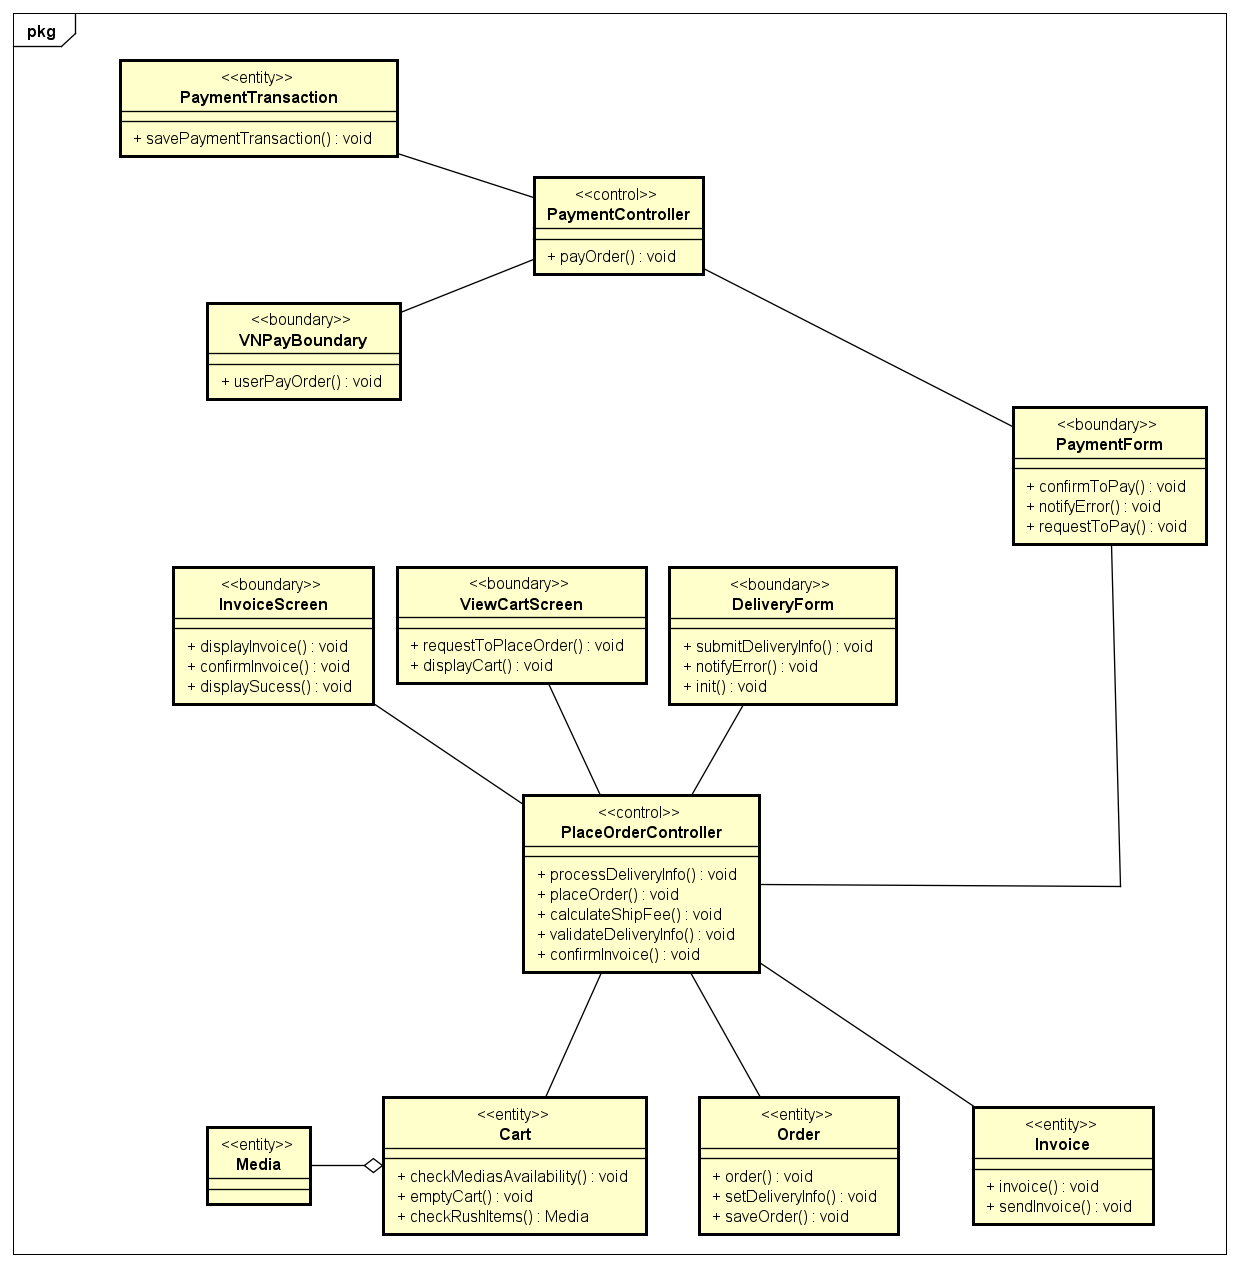 pkg
<<entity>>
PaymentTransaction
+ savePaymentTransaction() : void
<<control>>
PaymentController
+ payOrder() : void
<<boundary>>
VNPayBoundary
+ userPayOrder() : void
<<boundary>>
PaymentForm
+ confirmToPay() : void
+ notifyError() : void
+ requestToPay() : void
<<boundary>>
InvoiceScreen
+ displayInvoice() : void
+ confirmInvoice() : void
+ displaySucess() : void
<<boundary>>
ViewCartScreen
+ requestToPlaceOrder() : void
+ displayCart() : void
<<boundary>>
DeliveryForm
+ submitDeliveryInfo() : void
+ notifyError() : void
+ init() : void
<<control>>
PlaceOrderController
+ processDeliveryInfo() : void
+ placeOrder() : void
+ calculateShipFee() : void
+ validateDeliveryInfo() : void
+ confirmInvoice() : void
<<entity>>
Media
<<entity>>
Cart
+ checkMediasAvailability() : void
+ emptyCart() : void
+ checkRushItems() : Media
<<entity>>
Order
+ order() : void
+ setDeliveryInfo() : void
+ saveOrder() : void
<<entity>>
Invoice
+ invoice() : void
+ sendInvoice() : void